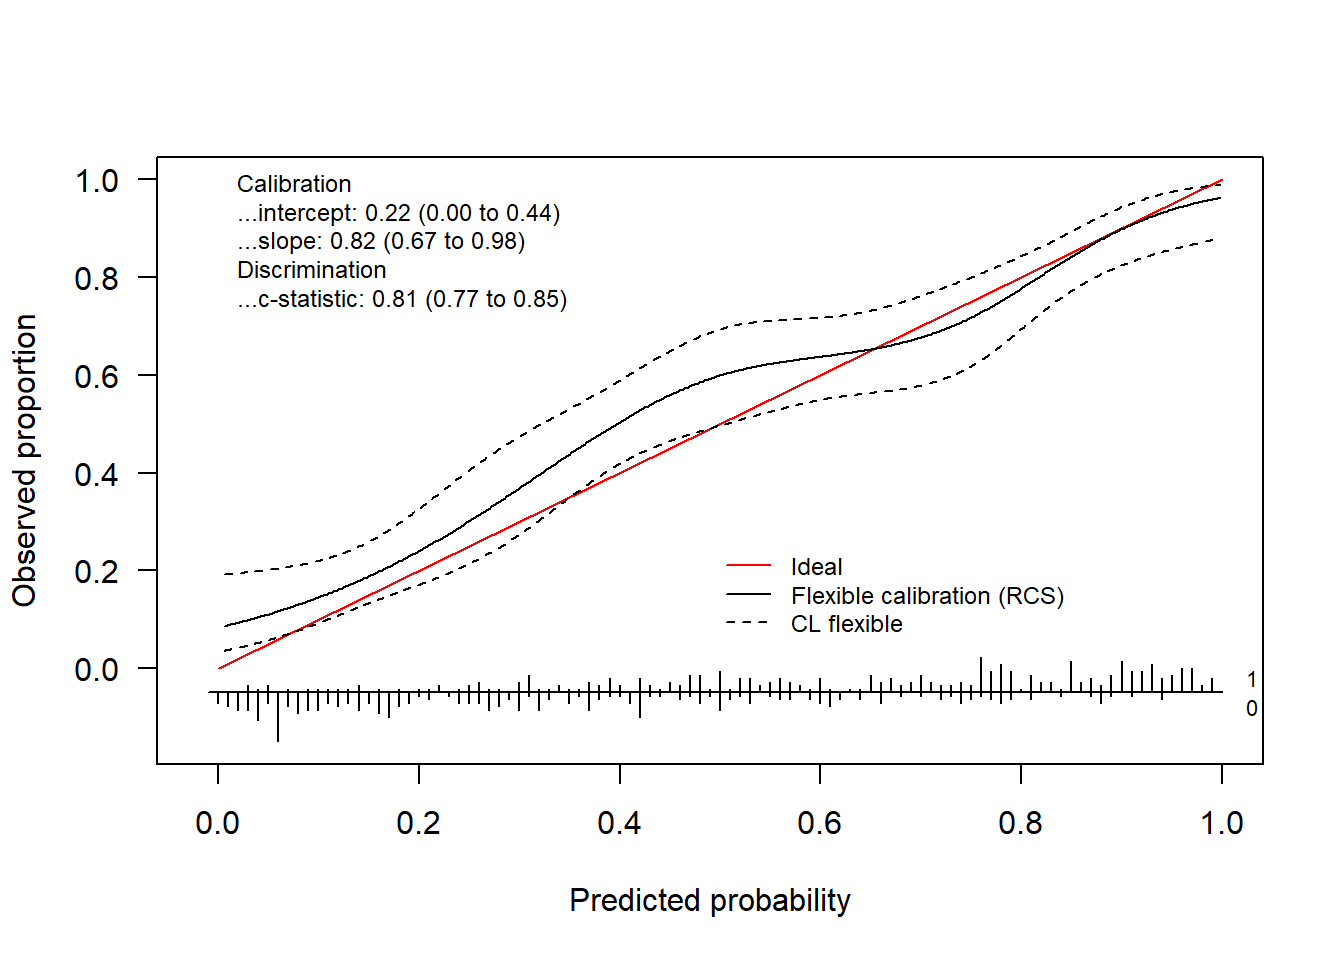 Calibration
...intercept: 0.22 (0.00 to 0.44)
...slope: 0.82 (0.67 to 0.98)
Discrimination
...c-statistic: 0.81 (0.77 to 0.85)
1.0
0.8
0.6
0.4
0.2
0.0
Observed proportion
Ideal
Flexible calibration (RCS)
CL flexible
1
0
0.0 0.2 0.4 0.6 0.8 1.0
Predicted probability